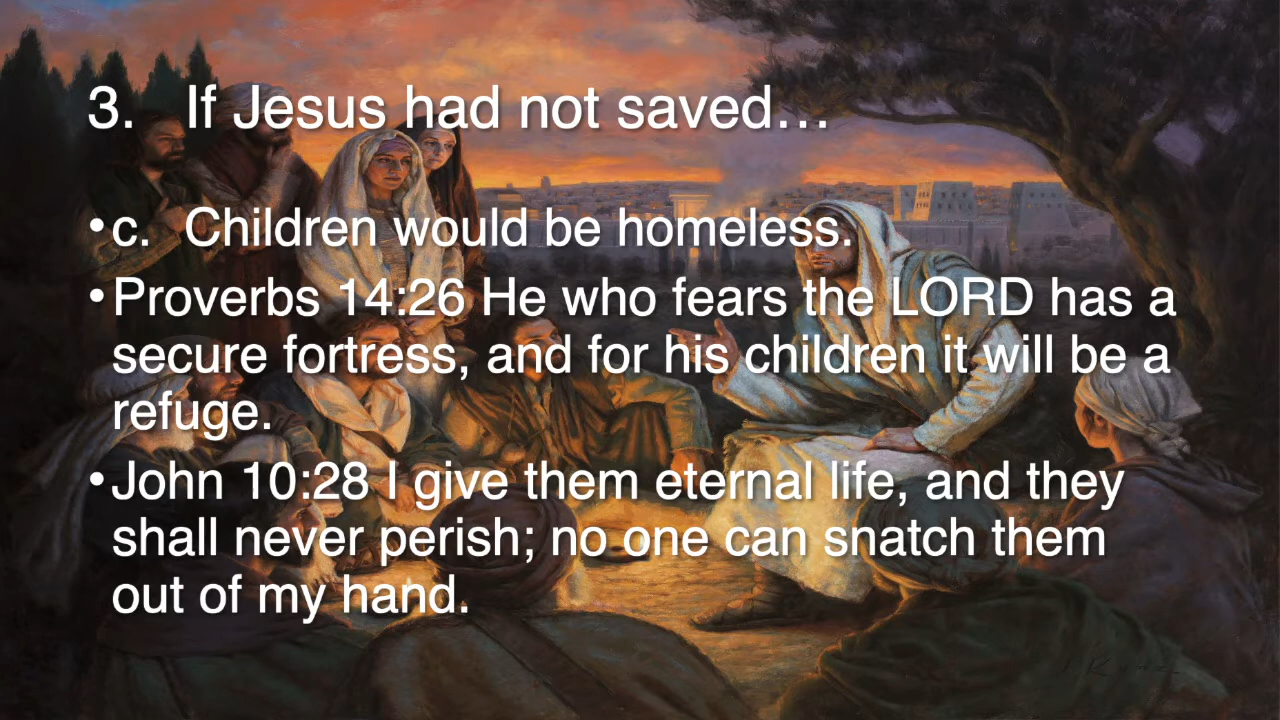 3. If Jesus had not saved…
•c. Children would be homeless.
•Proverbs 14:26 He who fears the LORD has a
secure fortress, and for his children it will be a
refuge.
•John 10:28 I give them eternal life, and they
shall never perish; no one can snatch them
out of my hand.